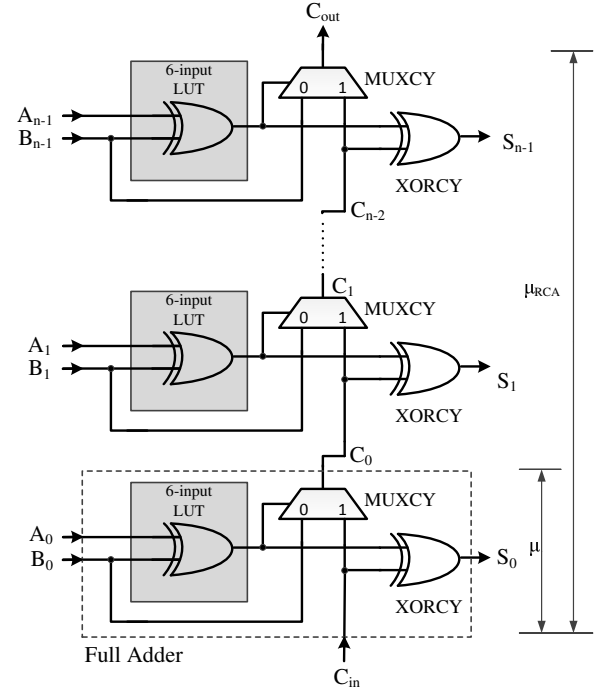 C_out
6-input
LUT
0 1
MUXCY
A_n-1
B_n-1
S_n-1
XORCY
C_n-2
μ_RCA
C_1
6-input
LUT
0 1
MUXCY
A_1
B_1
S_1
XORCY
C_0
6-input
LUT
0 1
MUXCY
A_0
B_0
S_0
μ
XORCY
Full Adder
C_in